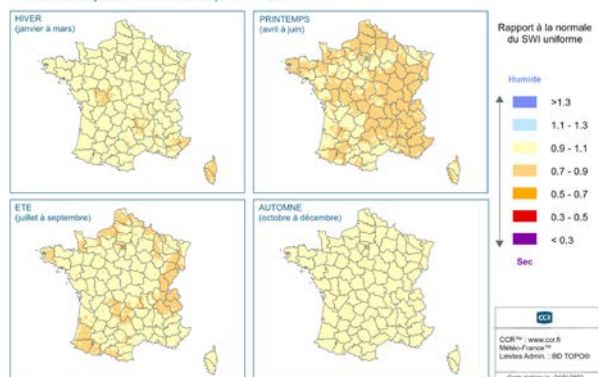 HIVER
(janvier à mars)
PRINTEMPS
(avril à juin)
ETE
(juillet à septembre)
AUTOMNE
(octobre à décembre)
Rapport à la normale
du SWI uniforme
Humide
>1.3
1.1 - 1.3
0.9 - 1.1
0.7 - 0.9
0.5 - 0.7
0.3 - 0.5
< 0.3
Sec
CCR
CCR™ : www.ccr.fr
Météo-France™
Limites Admin. : BD TOPO®